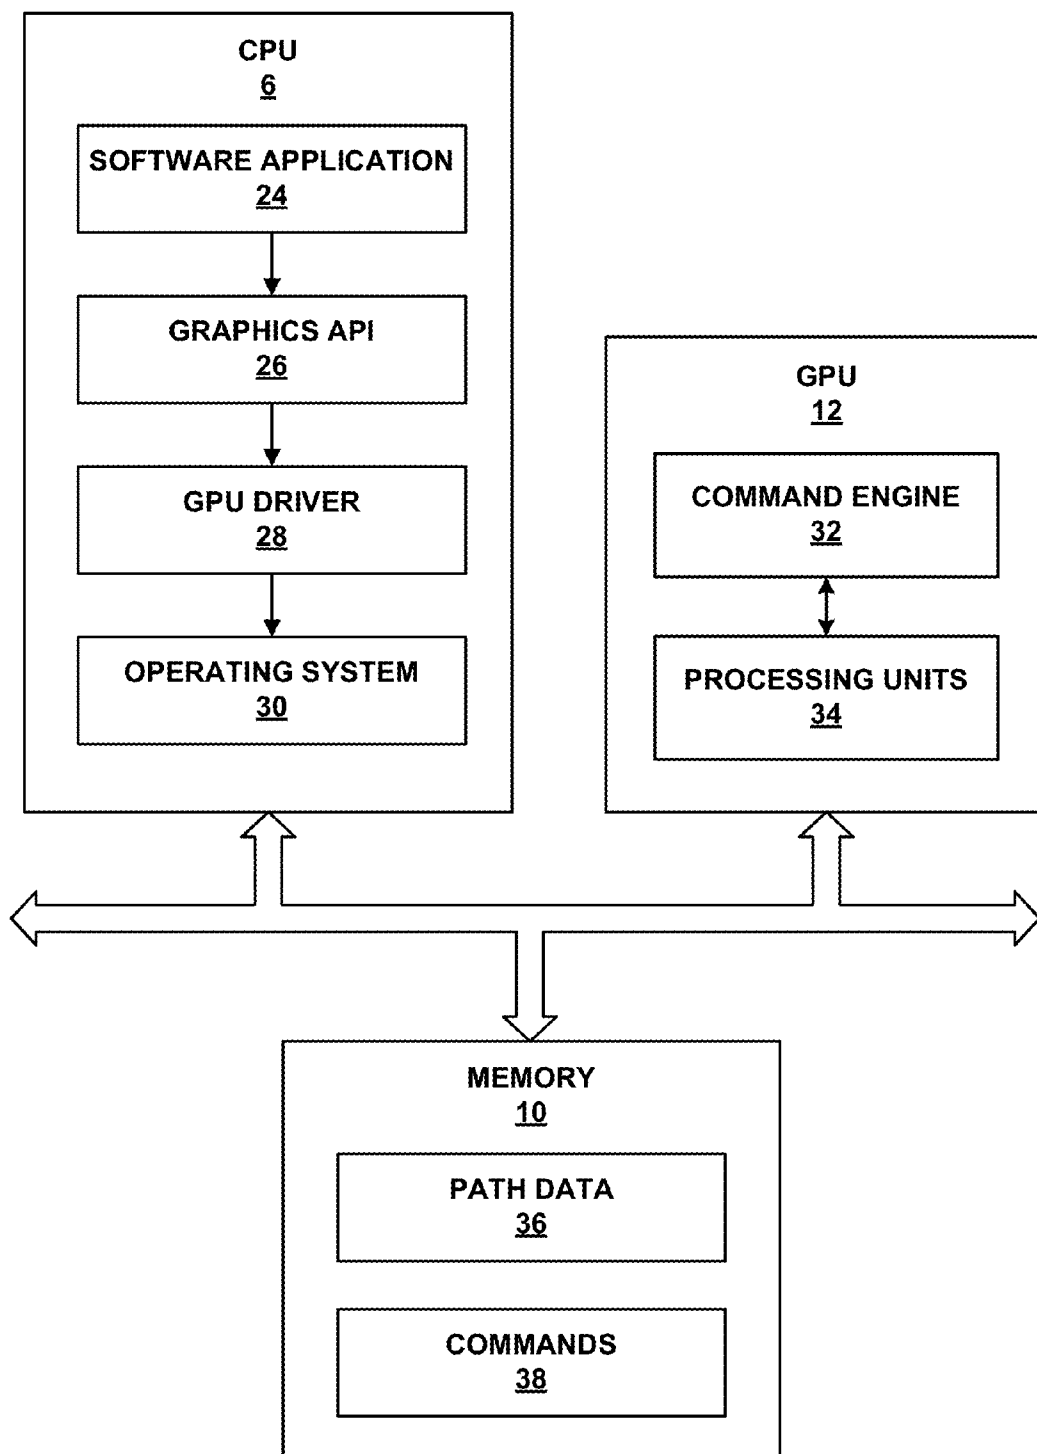 CPU
6
SOFTWARE APPLICATION
24
GRAPHICS API
26
GPU DRIVER
28
OPERATING SYSTEM
30
GPU
12
COMMAND ENGINE
32
PROCESSING UNITS
34
MEMORY
10
PATH DATA
36
COMMANDS
38